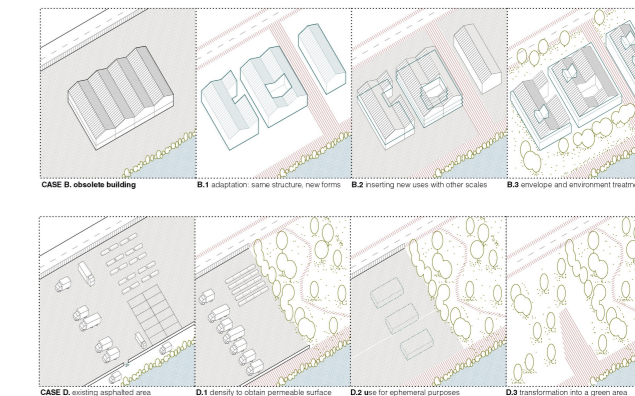 CASE B. obsolete building
B.1 adaptation: same structure, new forms
B.2 inserting new uses with other scales
B.3 envelope and environment treatm
CASE D. existing asphalted area
D.1 density to obtain permeable surface
D.2 use for ephemeral purposes
D.3 transformation into a green area